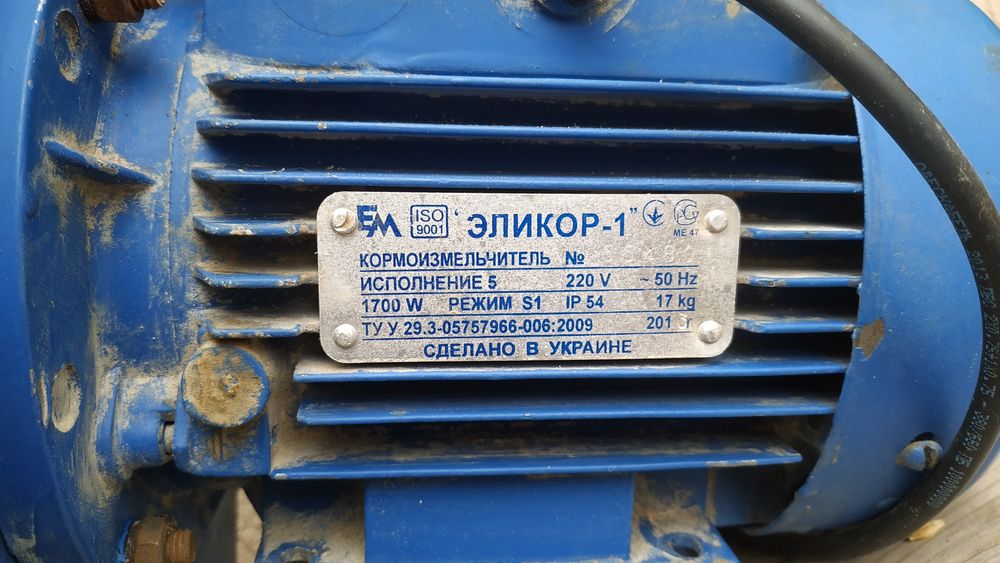 ЕМ ISO 9001 "ЭЛИКОР-1"
МЕ 47
КОРМОИЗМЕЛЬЧИТЕЛЬ №
ИСПОЛНЕНИЕ 5 220 V ~ 50 Hz
1700 W РЕЖИМ S1 IP 54 17 kg
ТУ У 29.3-05757966-006:2009
СДЕЛАНО В УКРАИНЕ